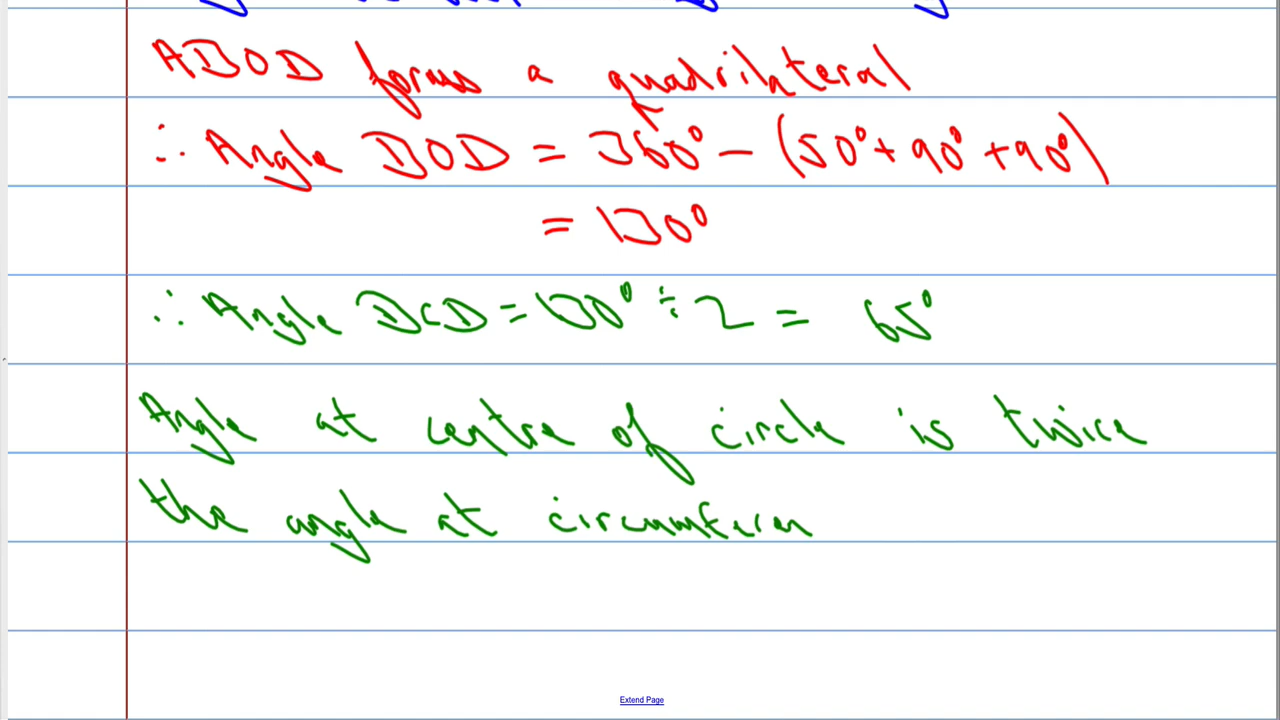 ABOD forms a quadrilateral
∴ Angle BOD = 360° - (50° + 90° + 90°)
= 130°
∴ Angle BCD = 130° ÷ 2 = 65°
Angle at centre of circle is twice
the angle at circumferen
Extend Page